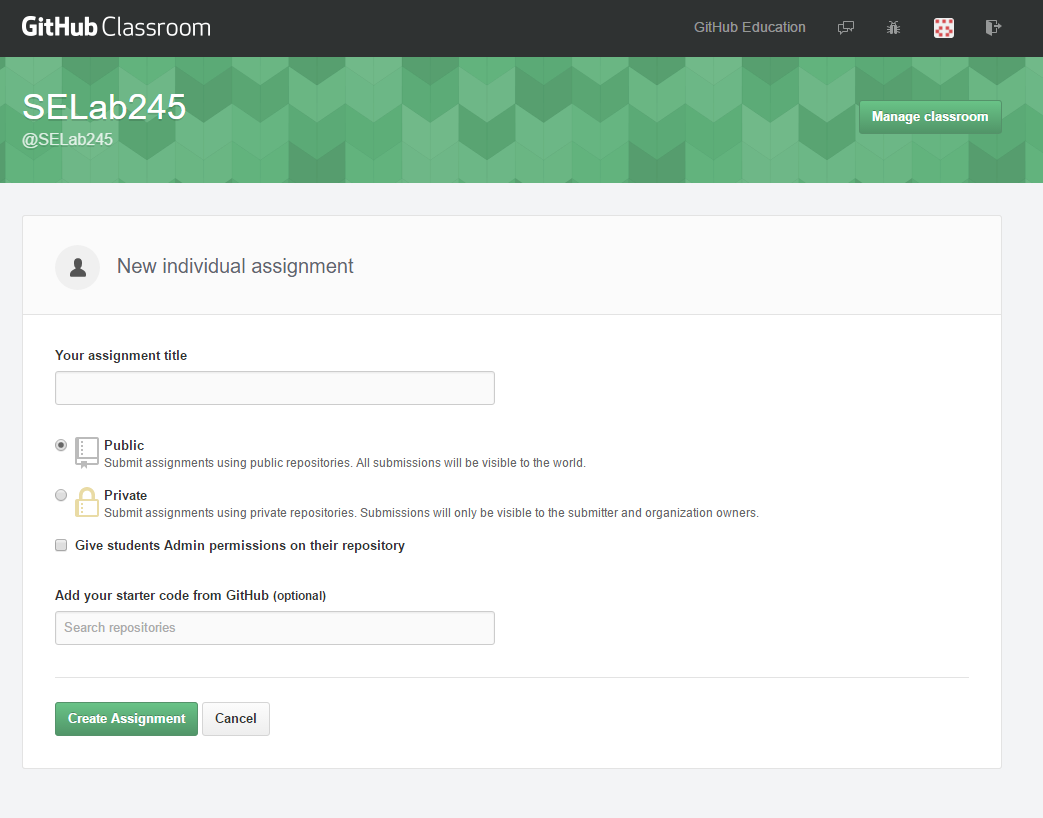 GitHub Classroom
GitHub Education
SELab245
@SELab245
Manage classroom
New individual assignment
Your assignment title
Public
Submit assignments using public repositories. All submissions will be visible to the world.
Private
Submit assignments using private repositories. Submissions will only be visible to the submitter and organization owners.
Give students Admin permissions on their repository
Add your starter code from GitHub (optional)
Search repositories
Create Assignment
Cancel